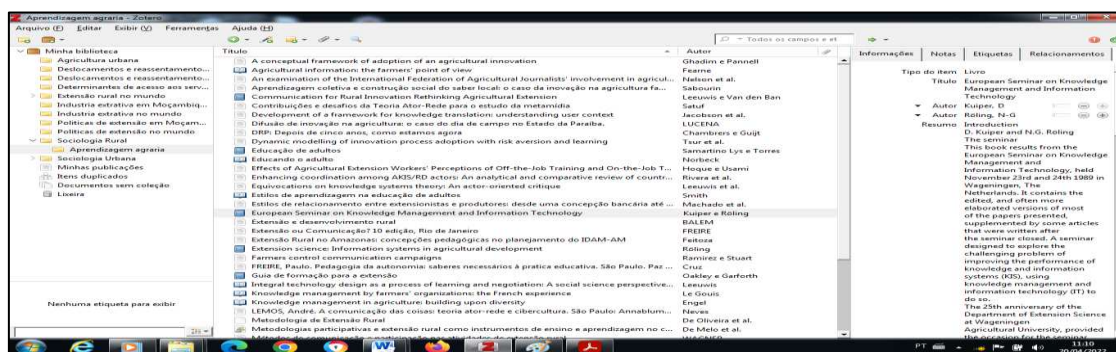 Aprendizagem agraria - Zotero
Arquivo (F) Editar Exibir (V) Ferramentas Ajuda (H)
Todos os campos e et
Minha biblioteca
Agricultura urbana
Deslocamentos e reassentamento...
Deslocamentos e reassentamento...
Determinantes de acesso aos serv...
Extensão rural no mundo
Industria extrativa em Moçambiq...
Industria extrativa no mundo
Politicas de extensão em Moçam...
Politicas de extensão no mundo
Sociologia Rural
Aprendizagem agraria
Sociologia Urbana
Minhas publicações
Itens duplicados
Documentos sem coleção
Lixeira
Nenhuma etiqueta para exibir
Título Autor
A conceptual framework of adoption of an agricultural innovation Ghadim e Pannell
Agricultural information: the farmers' point of view Fearne
An examination of the International Federation of Agricultural Journalists' involvement in agricul... Nelson et al.
Aprendizagem coletiva e construção social do saber local: o caso da inovação na agricultura fa... Sabourin
Communication for Rural Innovation Rethinking Agricultural Extension Leeuwis e Van den Ban
Contribuições e desafios da Teoria Ator-Rede para o estudo da metamídia Satuf
Development of a framework for knowledge translation: understanding user context Jacobson et al.
Difusão de inovação na agricultura: o caso do dia de campo no Estado da Paraíba. LUCENA
DRP: Depois de cinco anos, como estamos agora Chambers e Guijt
Dynamic modelling of innovation process adoption with risk aversion and learning Tsur et al.
Educação de adultos Samartino Lys e Torres
Educando o adulto Norbeck
Effects of Agricultural Extension Workers' Perceptions of Off-the-Job Training and On-the-Job T... Hoque e Usami
Enhancing coordination among AKIS/RD actors: An analytical and comparative review of countr... Rivera et al.
Equivocations on knowledge systems theory: An actor-oriented critique Leeuwis et al.
Estilos de aprendizagem na educação de adultos Smith
Estilos de relacionamento entre extensionistas e produtores: desde uma concepção bancária até ... Machado et al.
European Seminar on Knowledge Management and Information Technology Kuiper e Röling
Extensão e desenvolvimento rural BALEM
Extensão ou Comunicação? 10 edição, Rio de Janeiro FREIRE
Extensão Rural no Amazonas: concepções pedagógicas no planejamento do IDAM-AM Feitoza
Extension science: Information systems in agricultural development Röling
Farmers control communication campaigns Ramirez e Stuart
FREIRE, Paulo. Pedagogia da autonomia: saberes necessários à pratica educativa. São Paulo. Paz ... Cruz
Guia de formação para a extensão Oakley e Garforth
Integral technology design as a process of learning and negotiation: A social science perspective... Leeuwis
Knowledge management by farmers' organizations: the French experience Le Gouis
Knowledge management in agriculture: building upon diversity Engel
LEMOS, André. A comunicação das coisas: teoria ator-rede e cibercultura. São Paulo: Annablum... Neves
Metodologia de Extensão Rural De Oliveira et al.
Metodologias participativas e extensão rural como instrumentos de ensino e aprendizagem no c... De Melo et al.
Informações Notas Etiquetas Relacionamentos
Tipo do item Livro
Título European Seminar on Knowledge
Management and Information
Technology
Autor Kuiper, D
Autor Röling, N-G
Resumo Introduction
D. Kuiper and N.G. Röling
The seminar
This book results from the
European Seminar on Knowledge
Management and
Information Technology, held
November 23rd and 24th 1989 in
Wageningen, The
Netherlands. It contains the
edited, and often more
elaborated versions of most
of the papers presented,
supplemented by some articles
that were written after
the seminar closed. A seminar
designed to explore the
challenging problem of
improving the performance of
knowledge and information
systems (KIS), using
knowledge management and
information technology (IT) to
do so.
The 25th anniversary of the
Department of Extension Science
at Wageningen
Agricultural University, provided
the occasion for the seminar
PT 11:10
20/04/2022